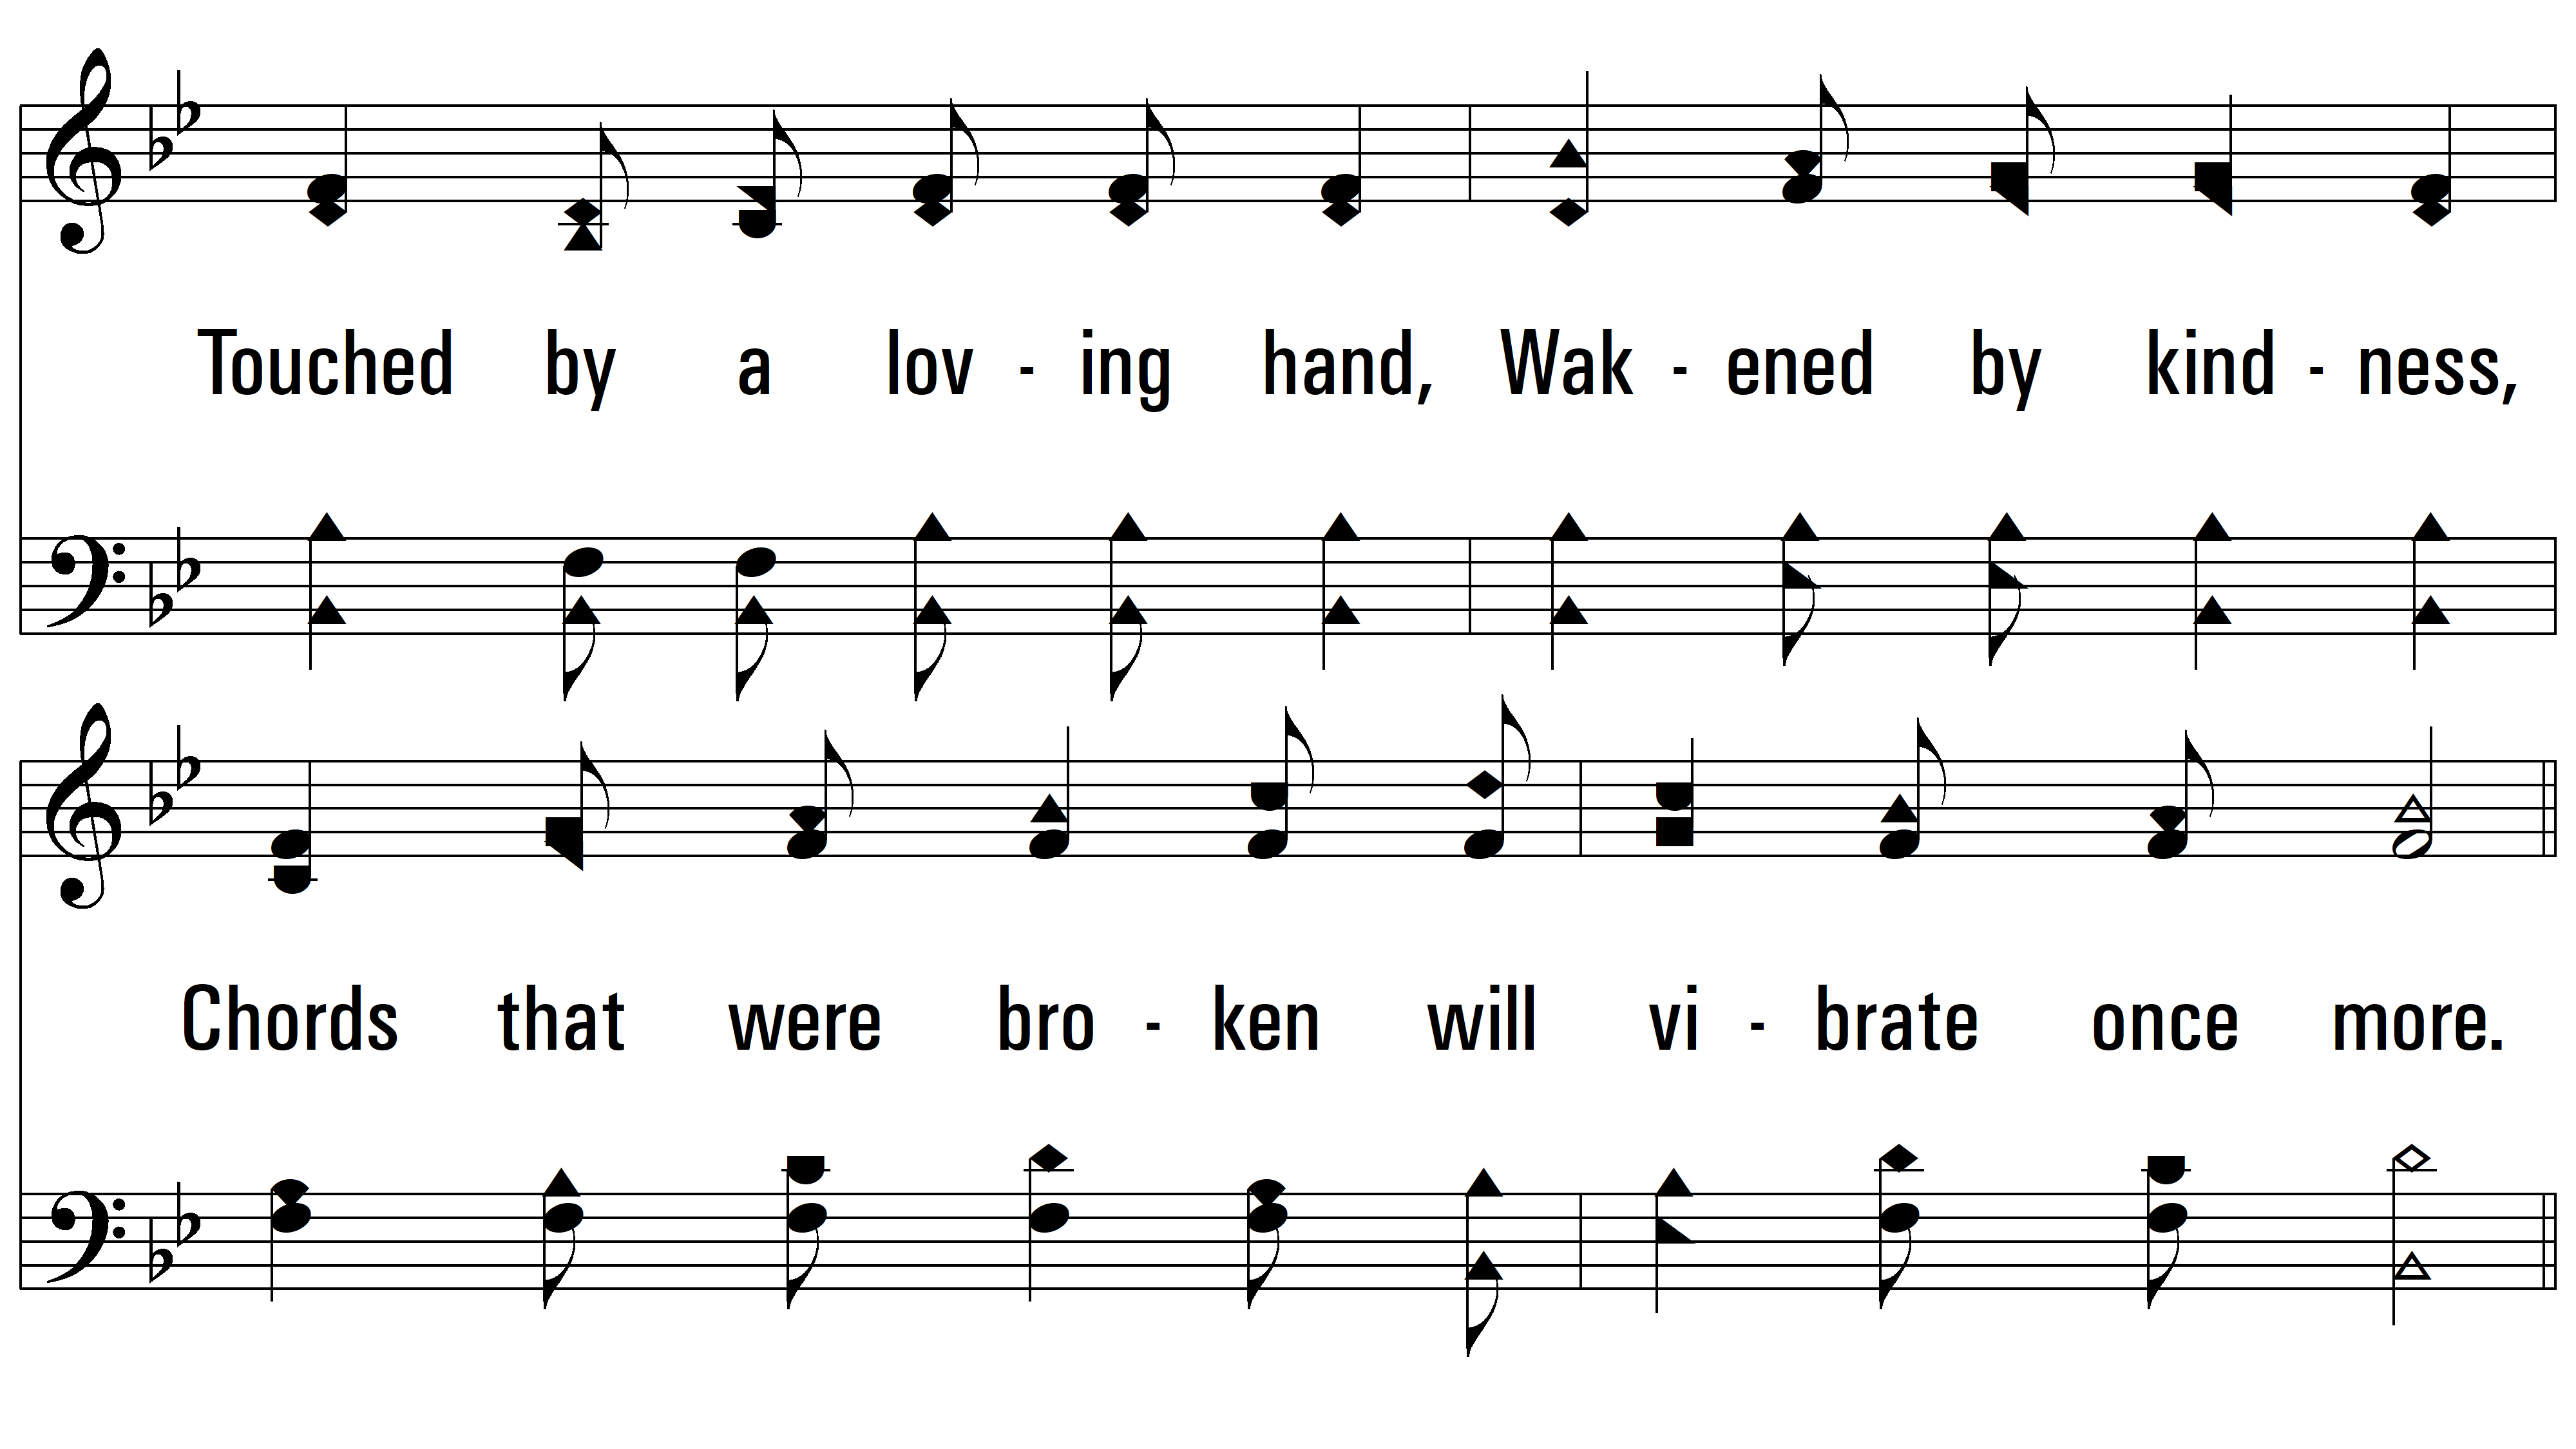 Touched by a lov - ing hand, Wak - ened by kind - ness,
Chords that were bro - ken will vi - brate once more.